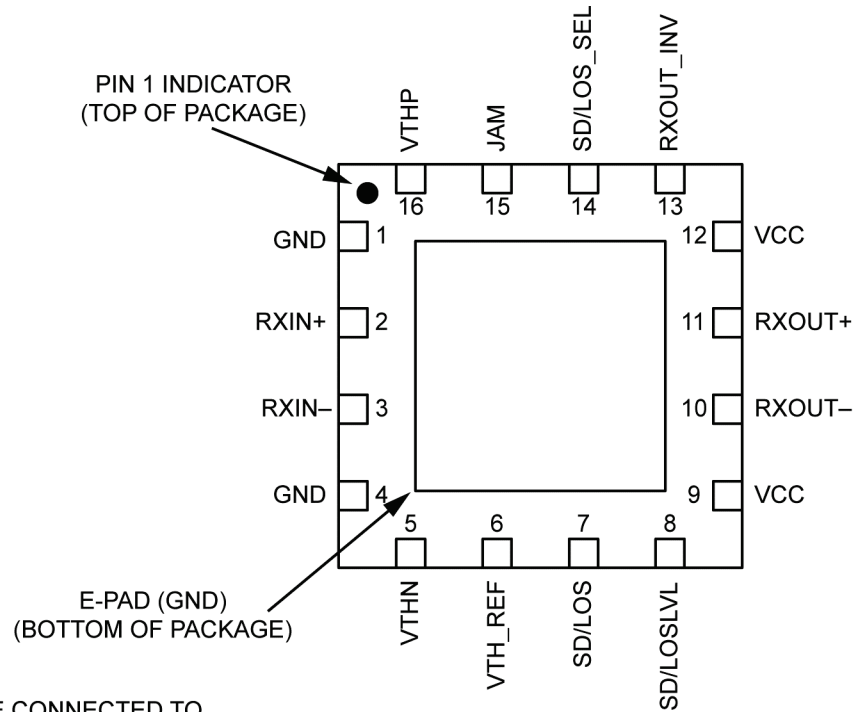 PIN 1 INDICATOR
(TOP OF PACKAGE)
VTHP
JAM
SD/LOS_SEL
RXOUT_INV
16
15
14
13
GND 1
12 VCC
RXIN+ 2
11 RXOUT+
RXIN– 3
10 RXOUT–
GND 4
9 VCC
5
6
7
8
VTHN
VTH_REF
SD/LOS
SD/LOSLVL
E-PAD (GND)
(BOTTOM OF PACKAGE)
CONNECTED TO